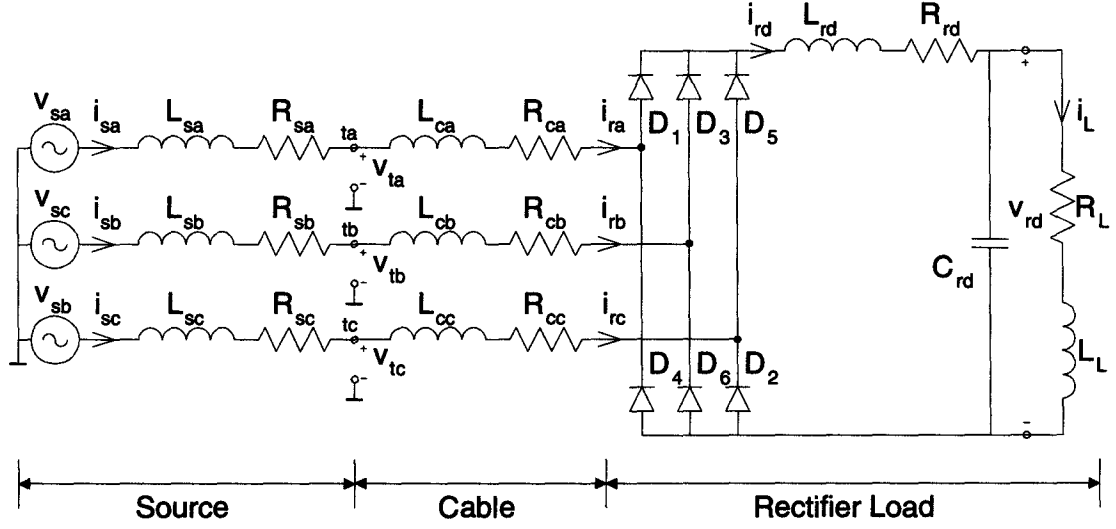 i_rd L_rd R_rd
v_sa i_sa L_sa R_sa ta L_ca R_ca i_ra D_1 D_3 D_5 + i_L
+ v_ta -
v_sc i_sb L_sb R_sb tb L_cb R_cb i_rb v_rd R_L
+ v_tb - C_rd
v_sb i_sc L_sc R_sc tc L_cc R_cc i_rc
+ v_tc - D_4 D_6 D_2 L_L
-
Source Cable Rectifier Load